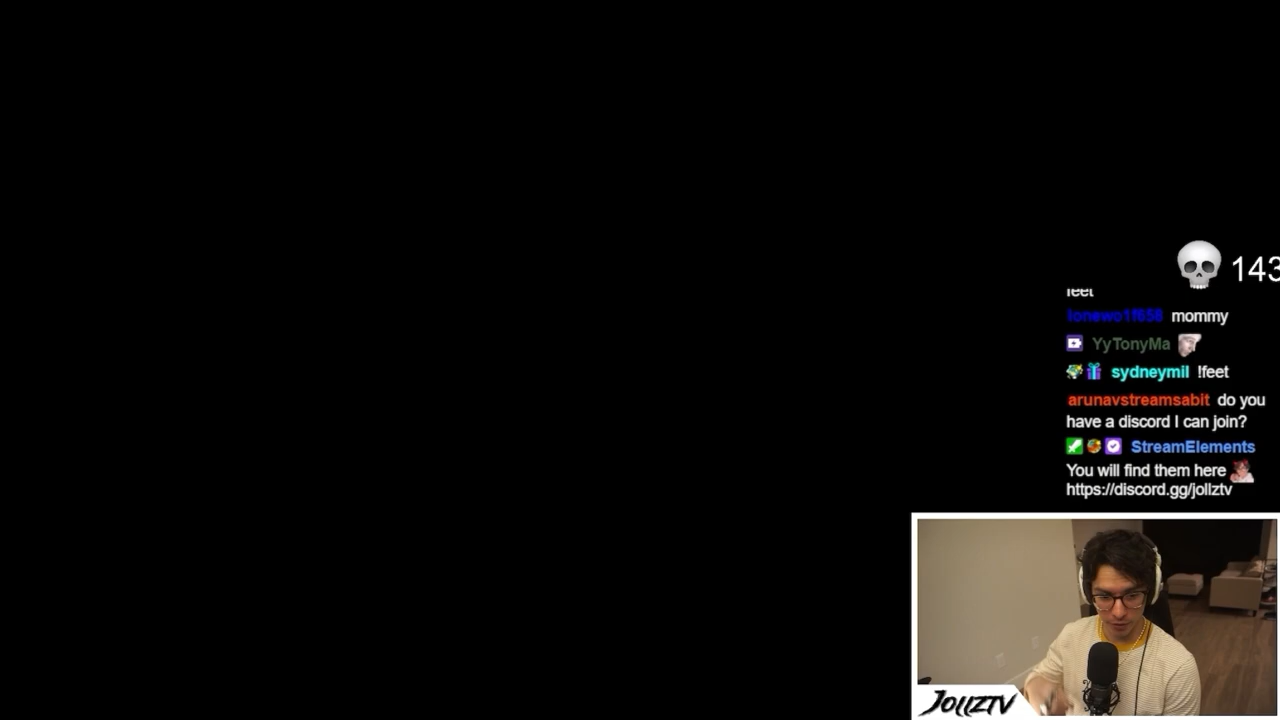 143
feet
lonewo1f658 mommy
YyTonyMa
sydneymil !feet
arunavstreamsabit do you
have a discord I can join?
StreamElements
You will find them here
https://discord.gg/jollztv
JOLLZTV